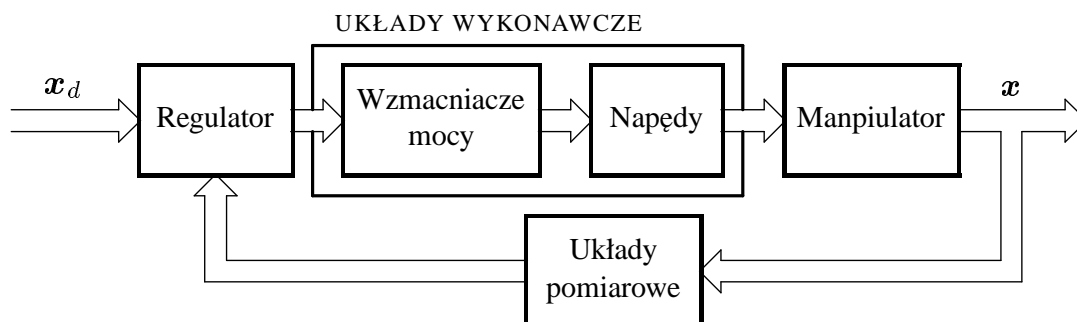 UKŁADY WYKONAWCZE
x_d
Regulator
Wzmacniacze
mocy
Napędy
Manpiulator
x
Układy
pomiarowe